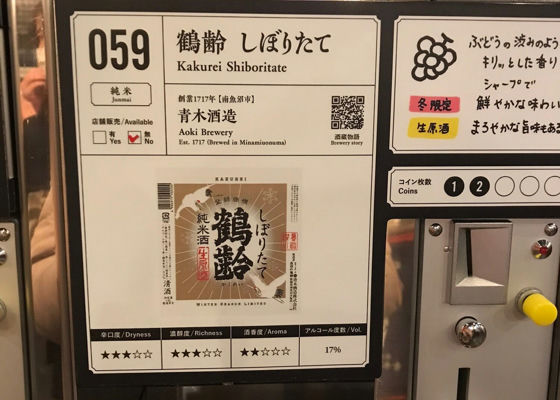 059
純米
Junmai
店舗販売/Available
有
Yes
無
No
鶴齢 しぼりたて
Kakurei Shiboritate
創業1717年【南魚沼市】
青木酒造
Aoki Brewery
Est. 1717 (Brewed in Minamiuonuma)
酒蔵物語
Brewery story
KAKUREI
しぼりたて
鶴齢
純米酒
生原酒
清酒
WINTER SEASON LIMITED
辛口度/Dryness
★★★☆☆
濃醇度/Richness
★★★☆☆
酒香度/Aroma
★★☆☆☆
アルコール度数/Vol.
17%
ぶどうの渋みのよう
キリッとした香り
シャープで
冬限定
鮮やかな味わい
生原酒
まろやかな旨味もある
コイン枚数
Coins
1 2